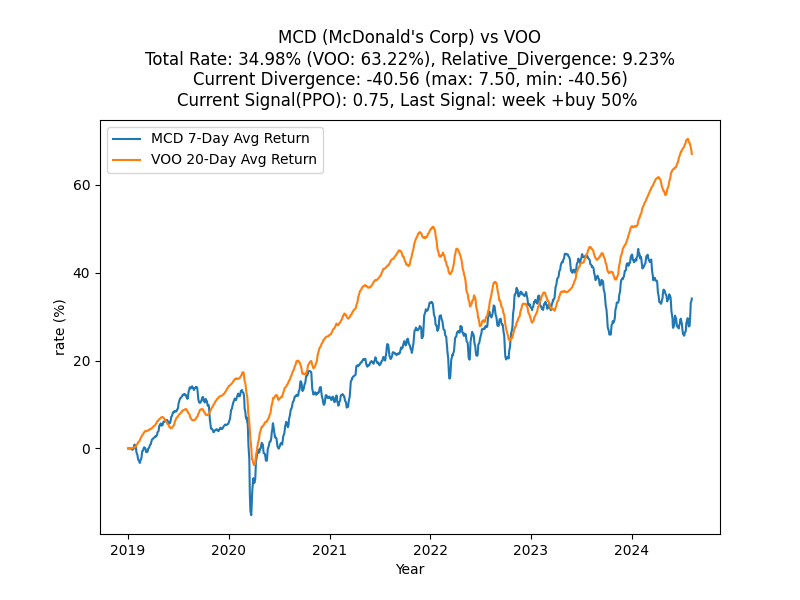 MCD (McDonald's Corp) vs VOO
Total Rate: 34.98% (VOO: 63.22%), Relative_Divergence: 9.23%
Current Divergence: -40.56 (max: 7.50, min: -40.56)
Current Signal(PPO): 0.75, Last Signal: week +buy 50%
MCD 7-Day Avg Return
VOO 20-Day Avg Return
60
40
20
0
rate (%)
2019 2020 2021 2022 2023 2024
Year